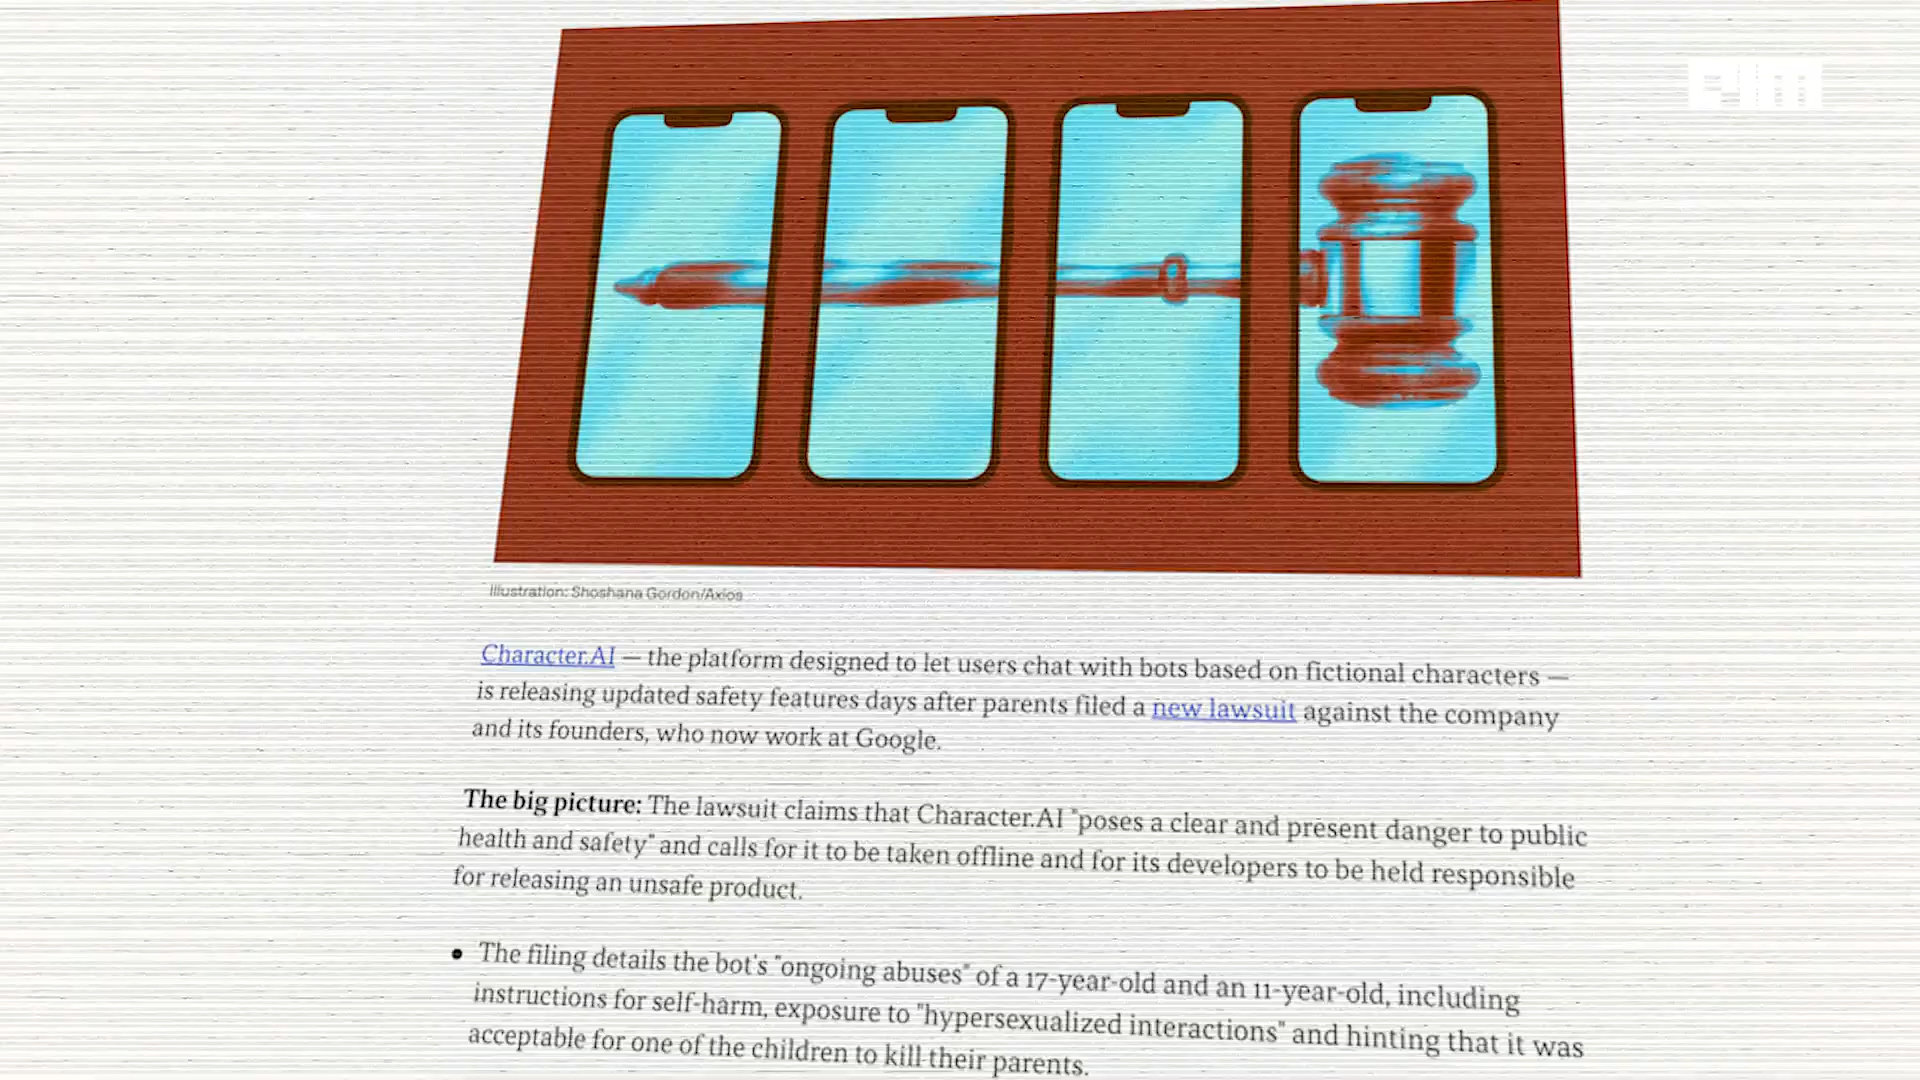 aim
Illustration: Shoshana Gordon/Axios
Character.AI — the platform designed to let users chat with bots based on fictional characters —
is releasing updated safety features days after parents filed a new lawsuit against the company
and its founders, who now work at Google.
The big picture: The lawsuit claims that Character.AI "poses a clear and present danger to public
health and safety" and calls for it to be taken offline and for its developers to be held responsible
for releasing an unsafe product.
• The filing details the bot's "ongoing abuses" of a 17-year-old and an 11-year-old, including
instructions for self-harm, exposure to "hypersexualized interactions" and hinting that it was
acceptable for one of the children to kill their parents.